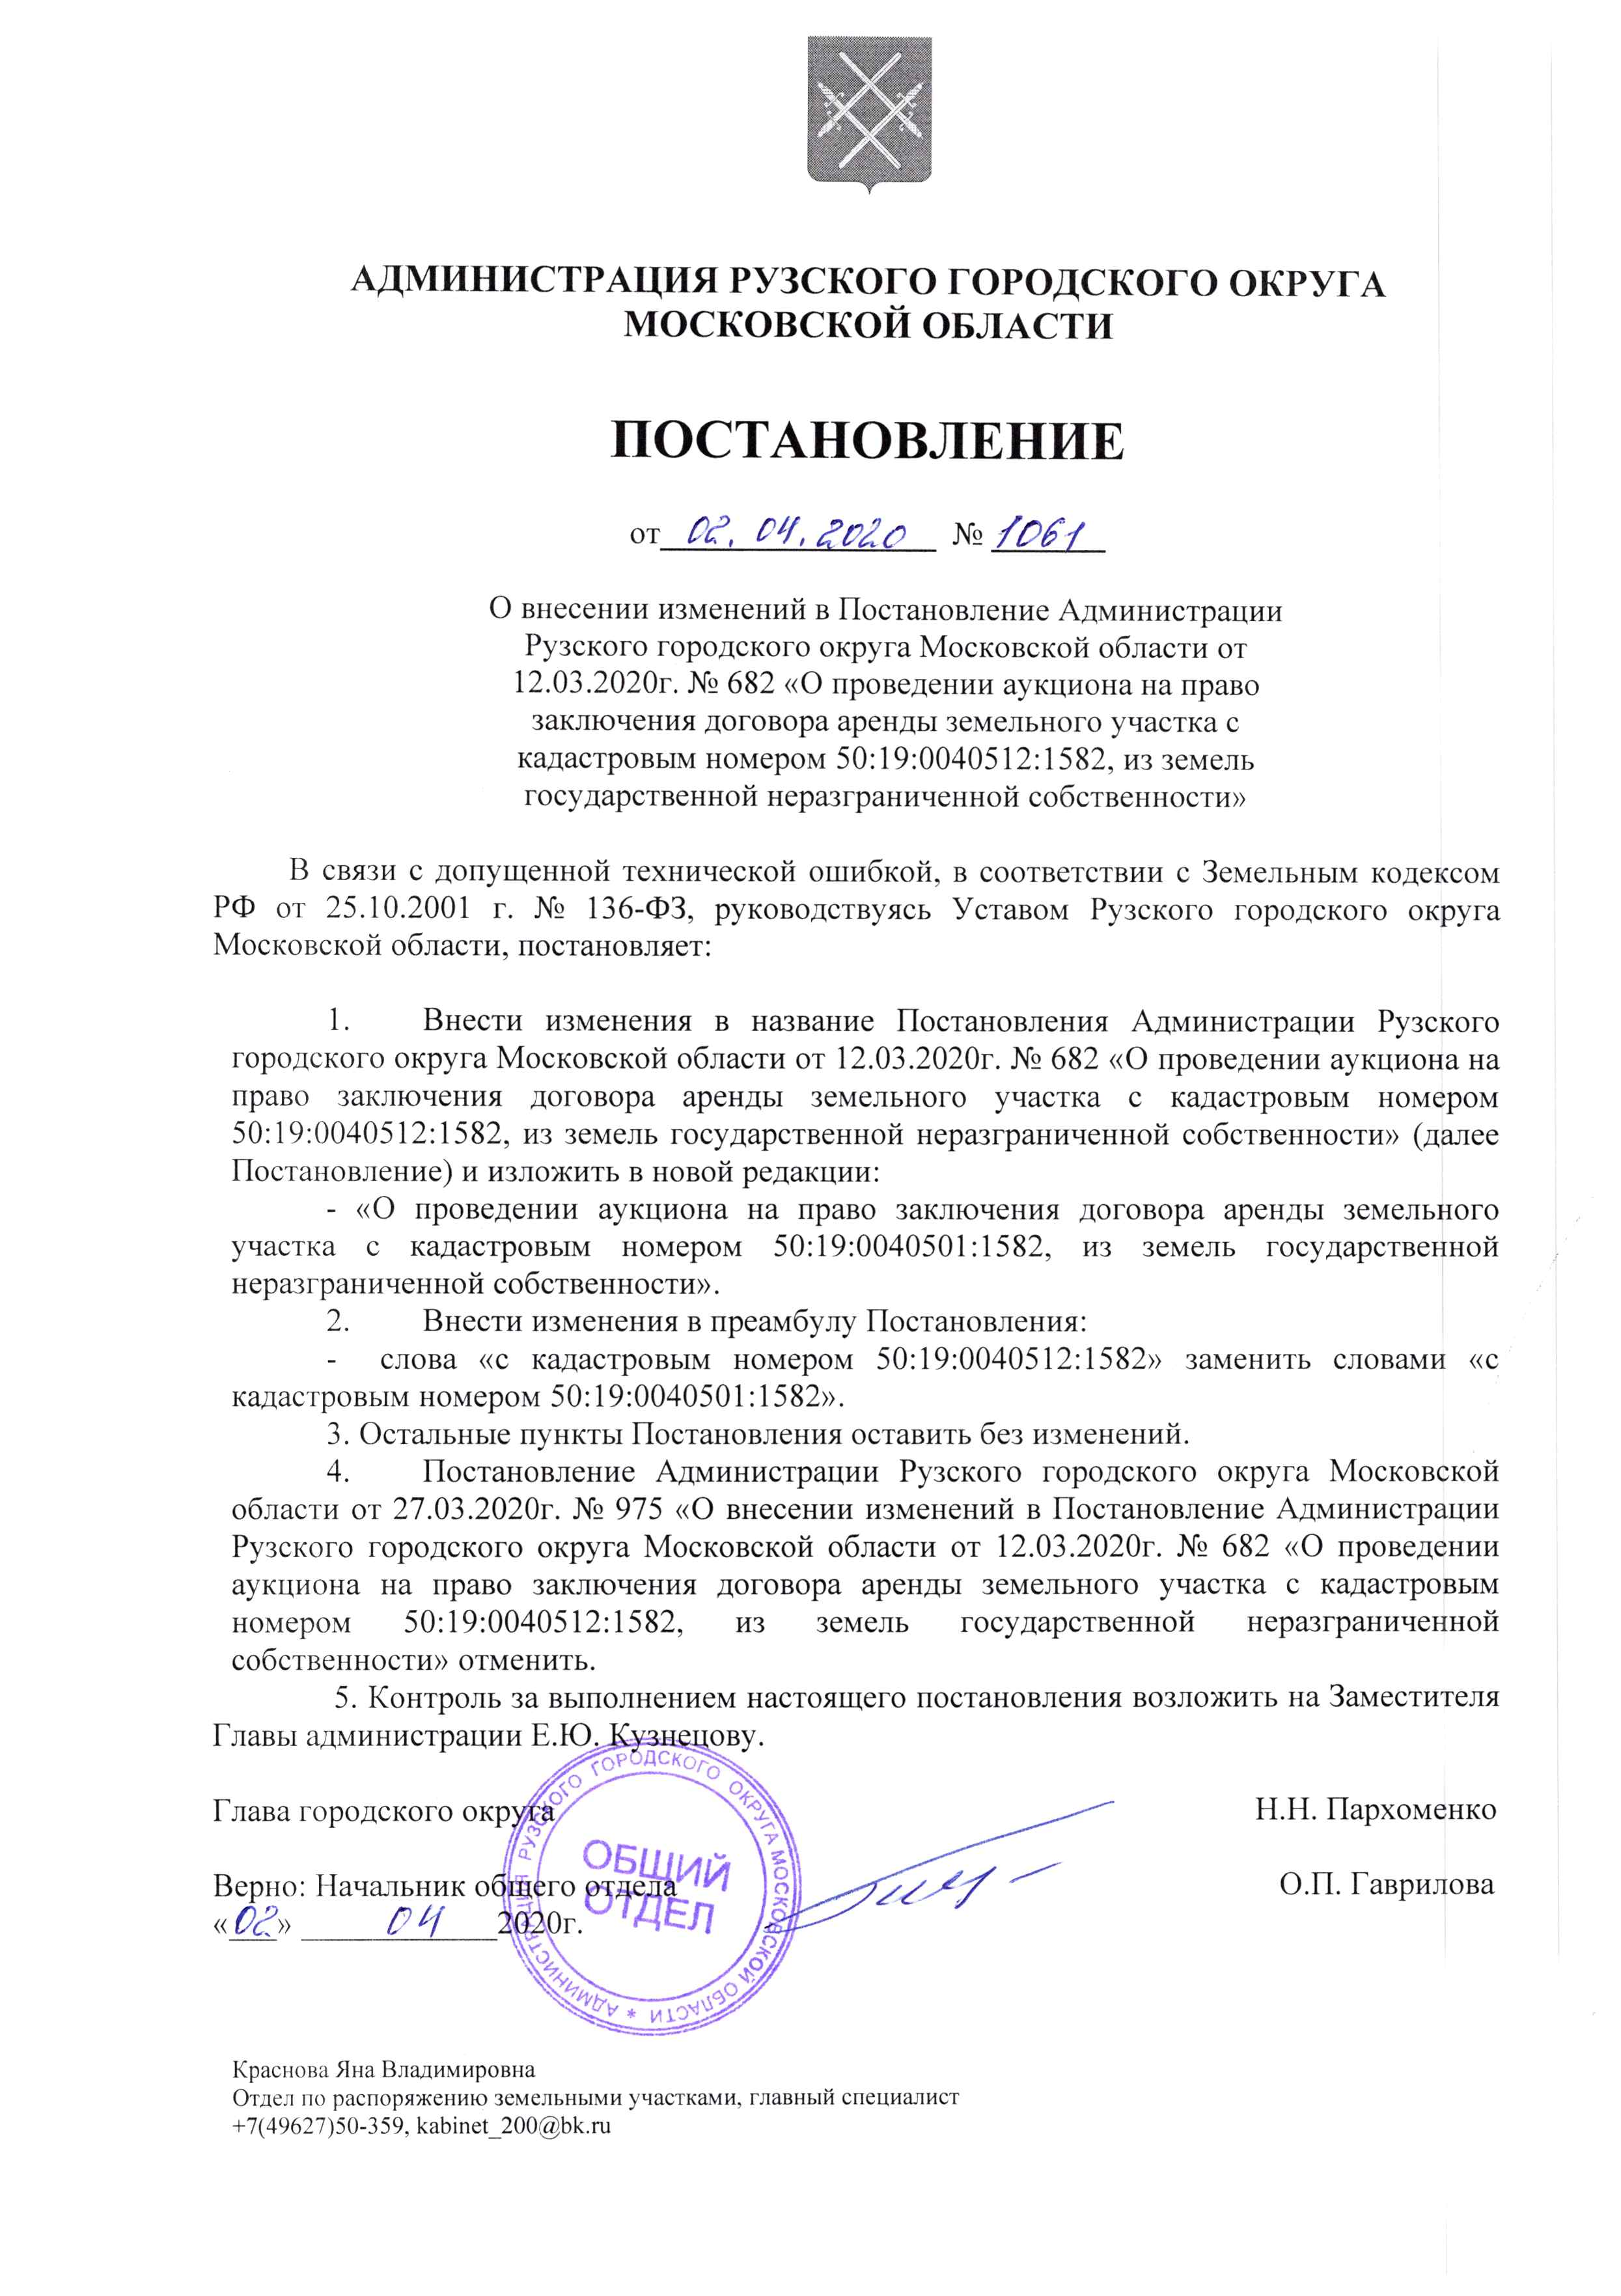 АДМИНИСТРАЦИЯ РУЗСКОГО ГОРОДСКОГО ОКРУГА
МОСКОВСКОЙ ОБЛАСТИ
ПОСТАНОВЛЕНИЕ
от 02.04.2020 № 1061
О внесении изменений в Постановление Администрации
Рузского городского округа Московской области от
12.03.2020г. № 682 «О проведении аукциона на право
заключения договора аренды земельного участка с
кадастровым номером 50:19:0040512:1582, из земель
государственной неразграниченной собственности»
В связи с допущенной технической ошибкой, в соответствии с Земельным кодексом
РФ от 25.10.2001 г. № 136-ФЗ, руководствуясь Уставом Рузского городского округа
Московской области, постановляет:
1. Внести изменения в название Постановления Администрации Рузского
городского округа Московской области от 12.03.2020г. № 682 «О проведении аукциона на
право заключения договора аренды земельного участка с кадастровым номером
50:19:0040512:1582, из земель государственной неразграниченной собственности» (далее
Постановление) и изложить в новой редакции:
- «О проведении аукциона на право заключения договора аренды земельного
участка с кадастровым номером 50:19:0040501:1582, из земель государственной
неразграниченной собственности».
2. Внести изменения в преамбулу Постановления:
- слова «с кадастровым номером 50:19:0040512:1582» заменить словами «с
кадастровым номером 50:19:0040501:1582».
3. Остальные пункты Постановления оставить без изменений.
4. Постановление Администрации Рузского городского округа Московской
области от 27.03.2020г. № 975 «О внесении изменений в Постановление Администрации
Рузского городского округа Московской области от 12.03.2020г. № 682 «О проведении
аукциона на право заключения договора аренды земельного участка с кадастровым
номером 50:19:0040512:1582, из земель государственной неразграниченной
собственности» отменить.
5. Контроль за выполнением настоящего постановления возложить на Заместителя
Главы администрации Е.Ю. Кузнецову.
Глава городского округа Н.Н. Пархоменко
Верно: Начальник общего отдела О.П. Гаврилова
«02» 04 2020г.
АДМИНИСТРАЦИЯ РУЗСКОГО ГОРОДСКОГО ОКРУГА МОСКОВСКОЙ ОБЛАСТИ *
ОБЩИЙ
ОТДЕЛ
Краснова Яна Владимировна
Отдел по распоряжению земельными участками, главный специалист
+7(49627)50-359, kabinet_200@bk.ru